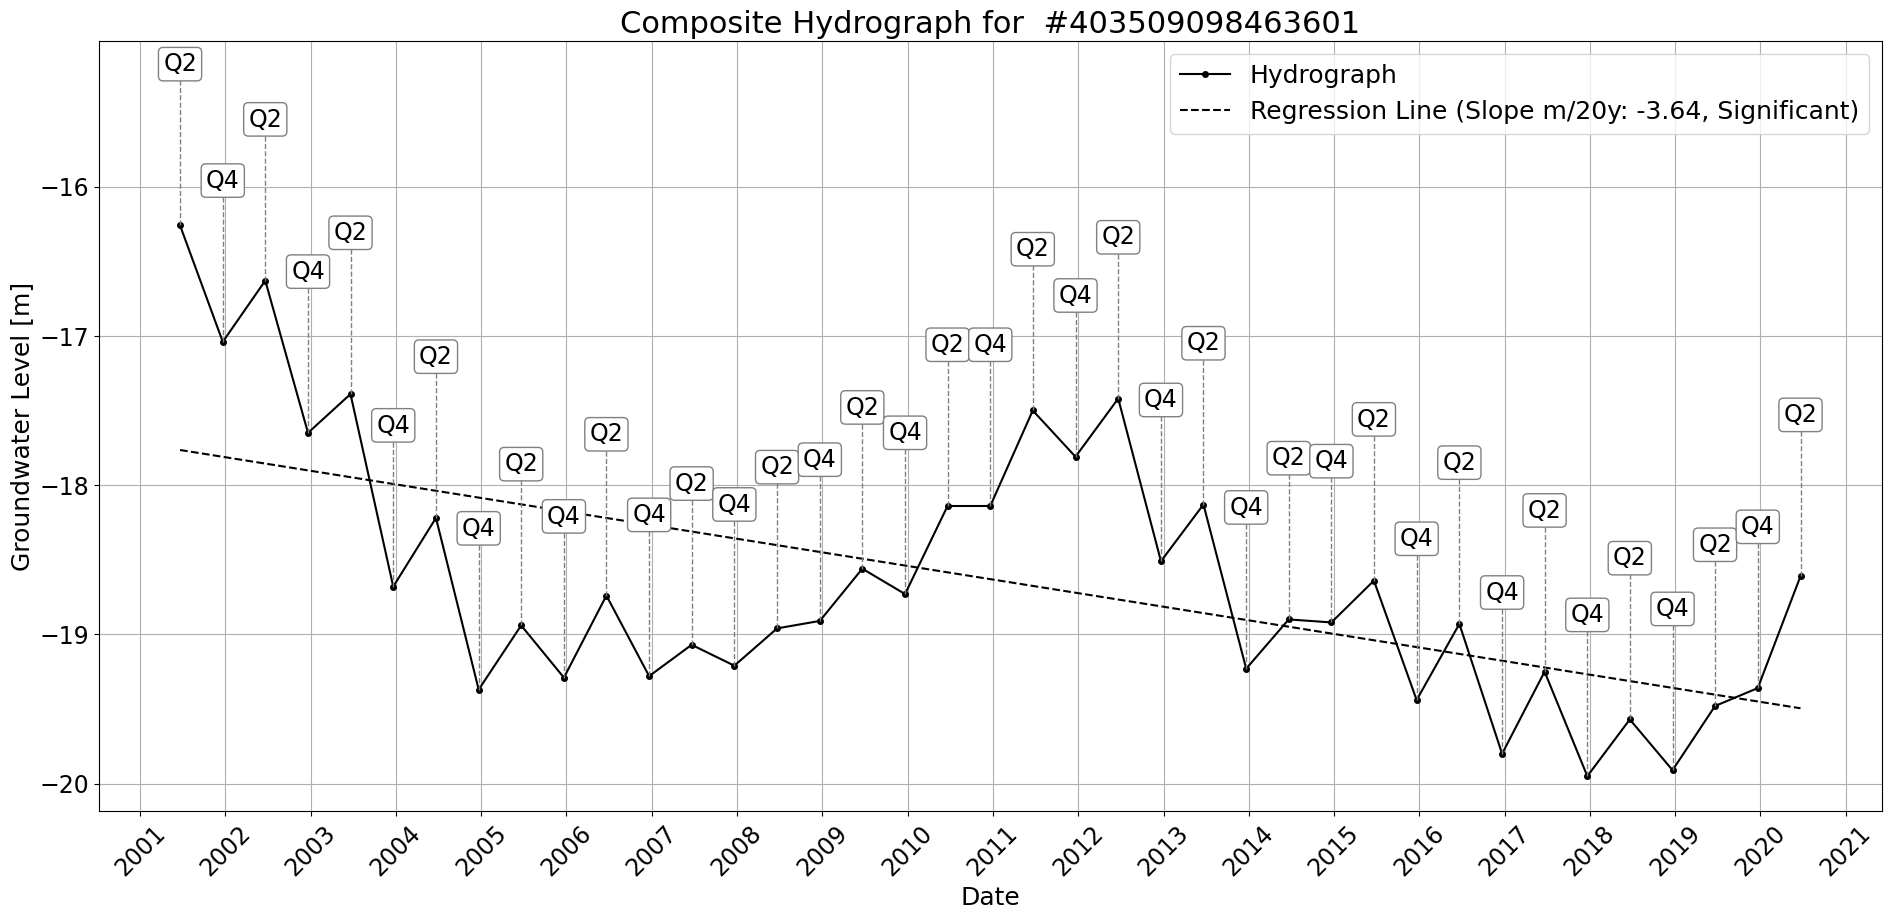 Composite Hydrograph for  #403509098463601
Hydrograph
Regression Line (Slope m/20y: -3.64, Significant)
Groundwater Level [m]
−16
−17
−18
−19
−20
Q2
Q4
Q2
Q4
Q2
Q4
Q2
Q4
Q2
Q4
Q2
Q4
Q2
Q4
Q2
Q4
Q2
Q4
Q2
Q4
Q2
Q4
Q2
Q4
Q2
Q4
Q2
Q4
Q2
Q4
Q2
Q4
Q2
Q4
Q2
Q4
Q2
Q4
Q2
2001
2002
2003
2004
2005
2006
2007
2008
2009
2010
2011
2012
2013
2014
2015
2016
2017
2018
2019
2020
2021
Date